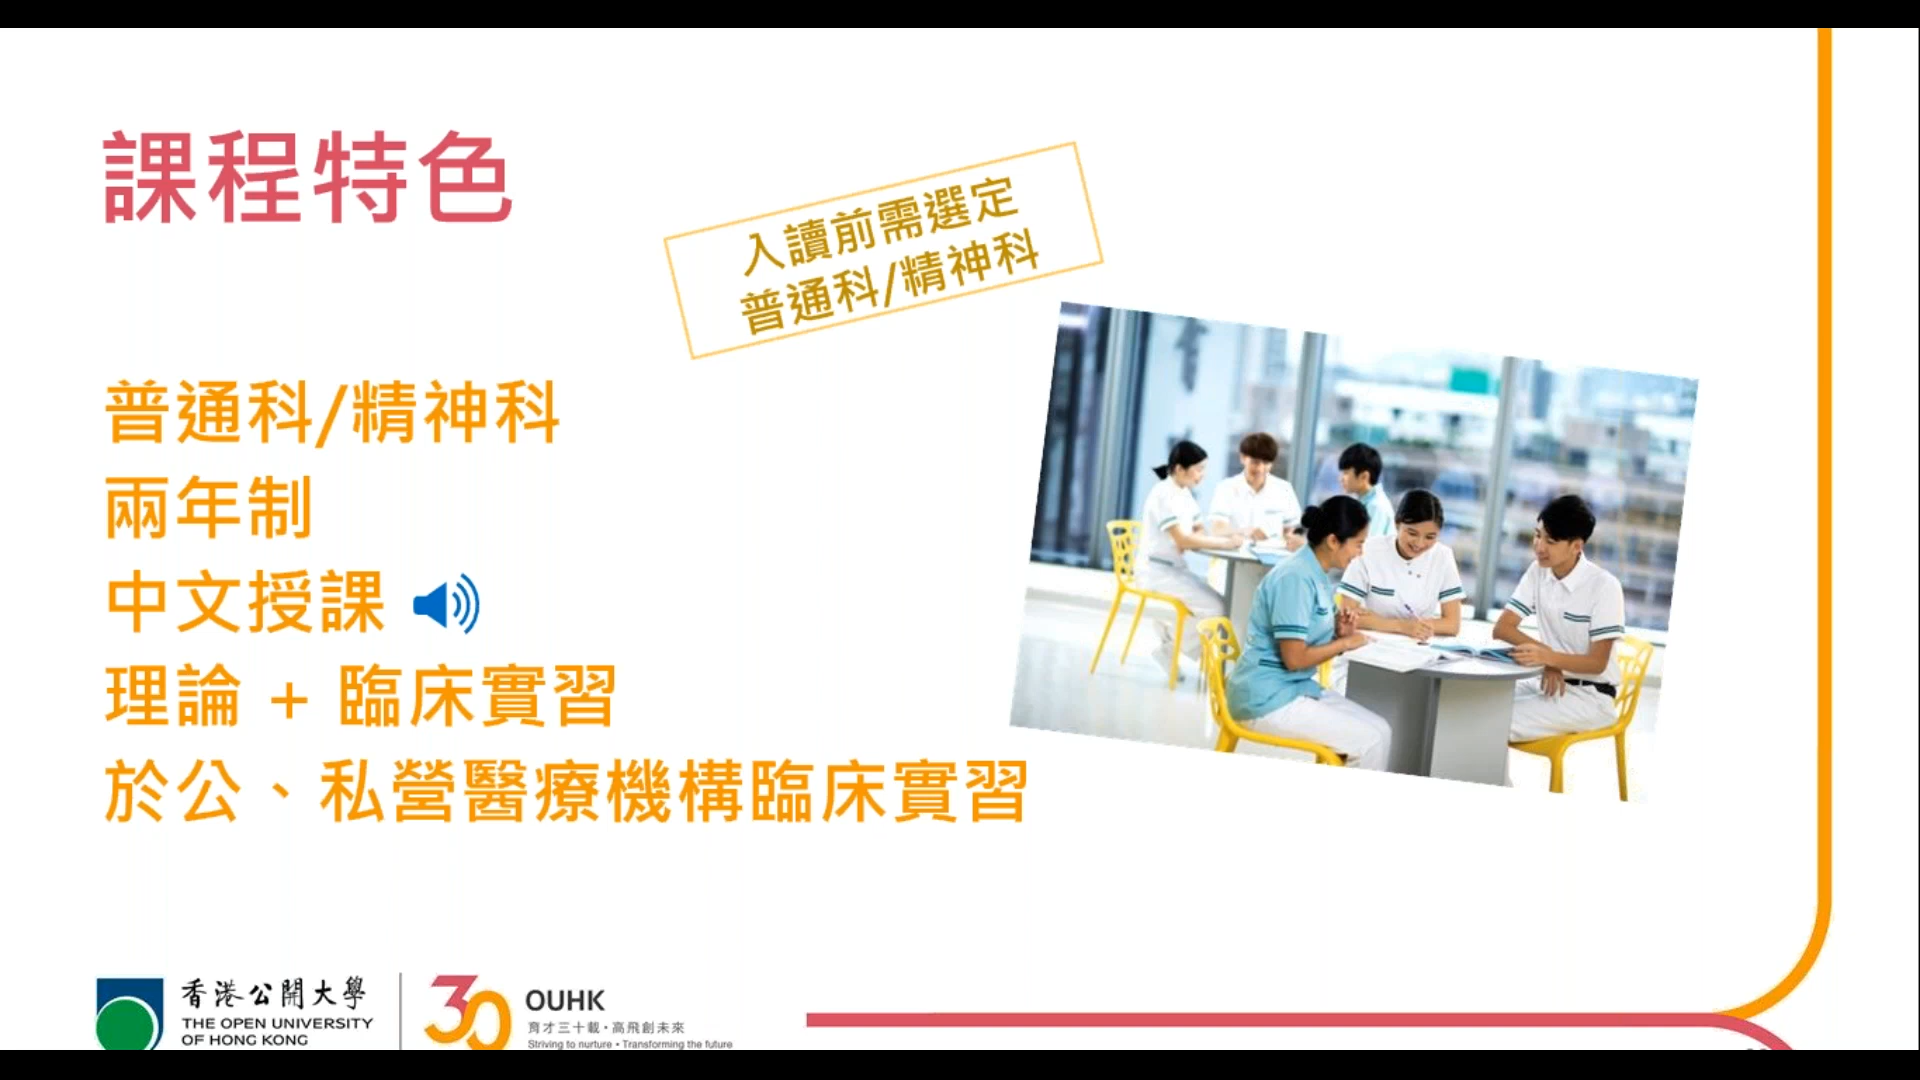 課程特色
入讀前需選定
普通科/精神科
普通科/精神科
兩年制
中文授課
理論 + 臨床實習
於公、私營醫療機構臨床實習
香港公開大學
THE OPEN UNIVERSITY
OF HONG KONG
30
OUHK
育才三十載·高飛創未來
Striving to nurture • Transforming the future